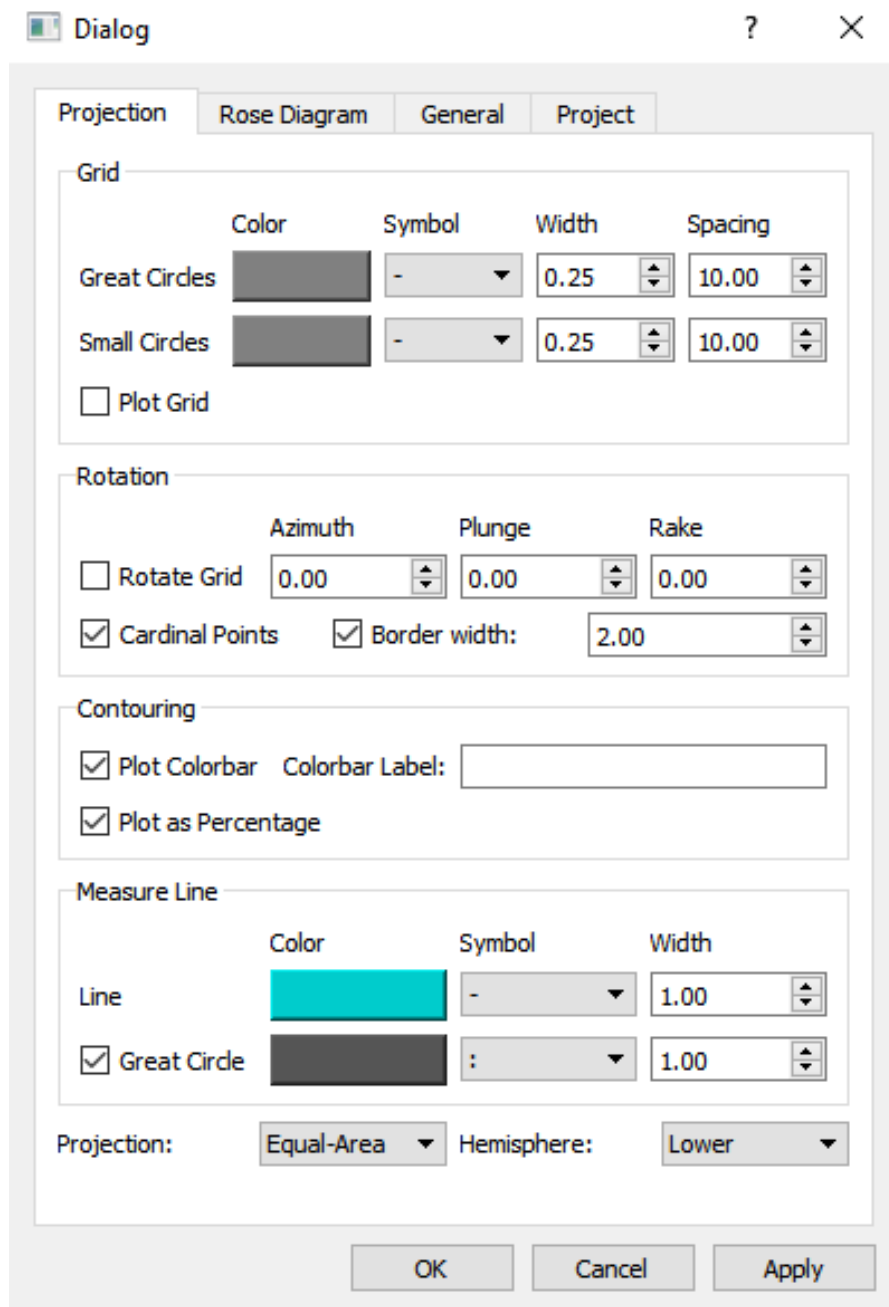 Dialog ? ×
Projection Rose Diagram General Project
Grid
Color Symbol Width Spacing
Great Circles - 0.25 10.00
Small Circles - 0.25 10.00
Plot Grid
Rotation
Azimuth Plunge Rake
Rotate Grid 0.00 0.00 0.00
Cardinal Points Border width: 2.00
Contouring
Plot Colorbar Colorbar Label:
Plot as Percentage
Measure Line
Color Symbol Width
Line - 1.00
Great Circle : 1.00
Projection: Equal-Area Hemisphere: Lower
OK Cancel Apply